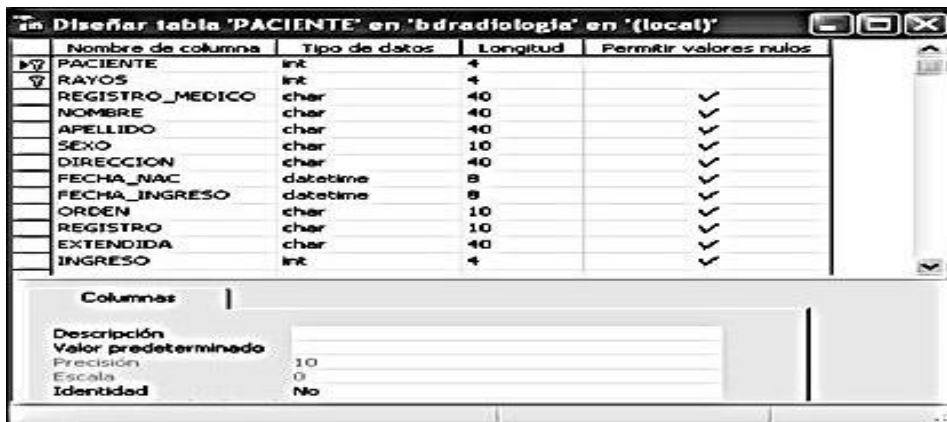 Diseñar tabla 'PACIENTE' en 'bdradiologia' en '(local)'
Nombre de columna Tipo de datos Longitud Permitir valores nulos
PACIENTE int 4
RAYOS int 4
REGISTRO_MEDICO char 40
NOMBRE char 40
APELLIDO char 40
SEXO char 10
DIRECCION char 40
FECHA_NAC datetime 8
FECHA_INGRESO datetime 8
ORDEN char 10
REGISTRO char 10
EXTENDIDA char 40
INGRESO int 4
Columnas
Descripción
Valor predeterminado
Precisión 10
Escala 0
Identidad No